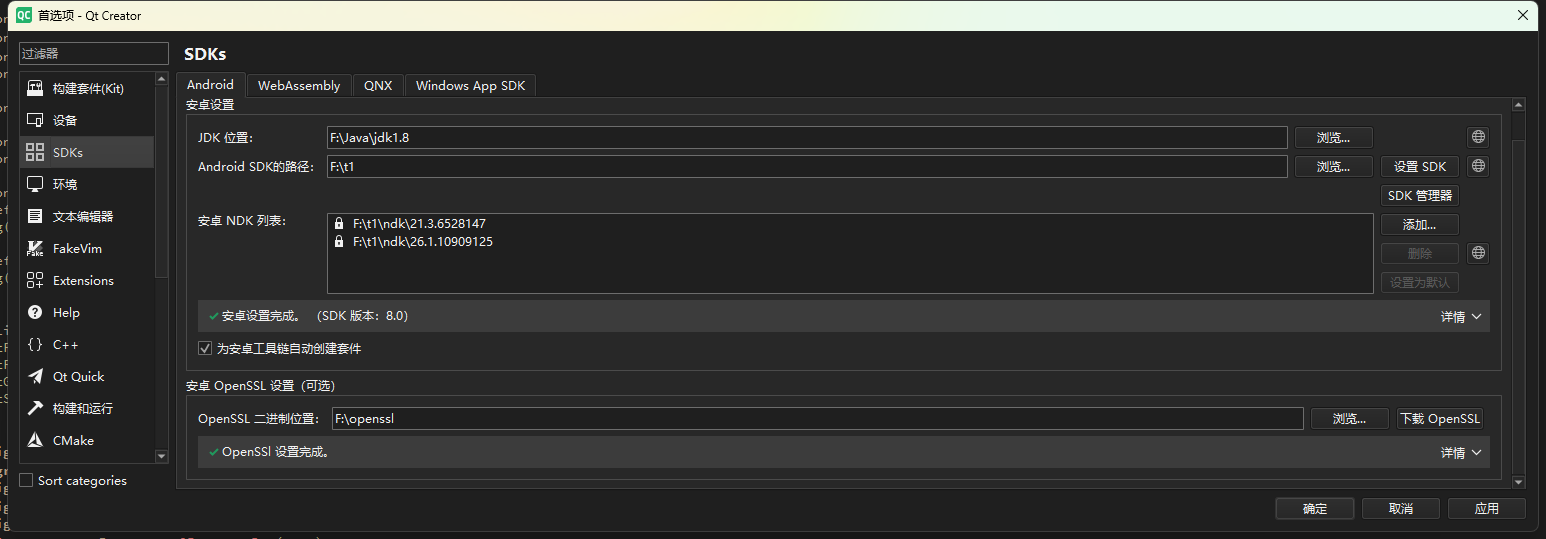 QC 首选项 - Qt Creator
过滤器
构建套件(Kit)
设备
SDKs
环境
文本编辑器
FakeVim
Extensions
Help
C++
Qt Quick
构建和运行
CMake
Sort categories
SDKs
Android WebAssembly QNX Windows App SDK
安卓设置
JDK 位置: F:\Java\jdk1.8 浏览...
Android SDK的路径: F:\t1 浏览... 设置 SDK
SDK 管理器
安卓 NDK 列表: F:\t1\ndk\21.3.6528147 添加...
F:\t1\ndk\26.1.10909125
删除
设置为默认
安卓设置完成。 (SDK 版本: 8.0) 详情
为安卓工具链自动创建套件
安卓 OpenSSL 设置（可选）
OpenSSL 二进制位置: F:\openssl 浏览... 下载 OpenSSL
OpenSSl 设置完成。 详情
确定 取消 应用